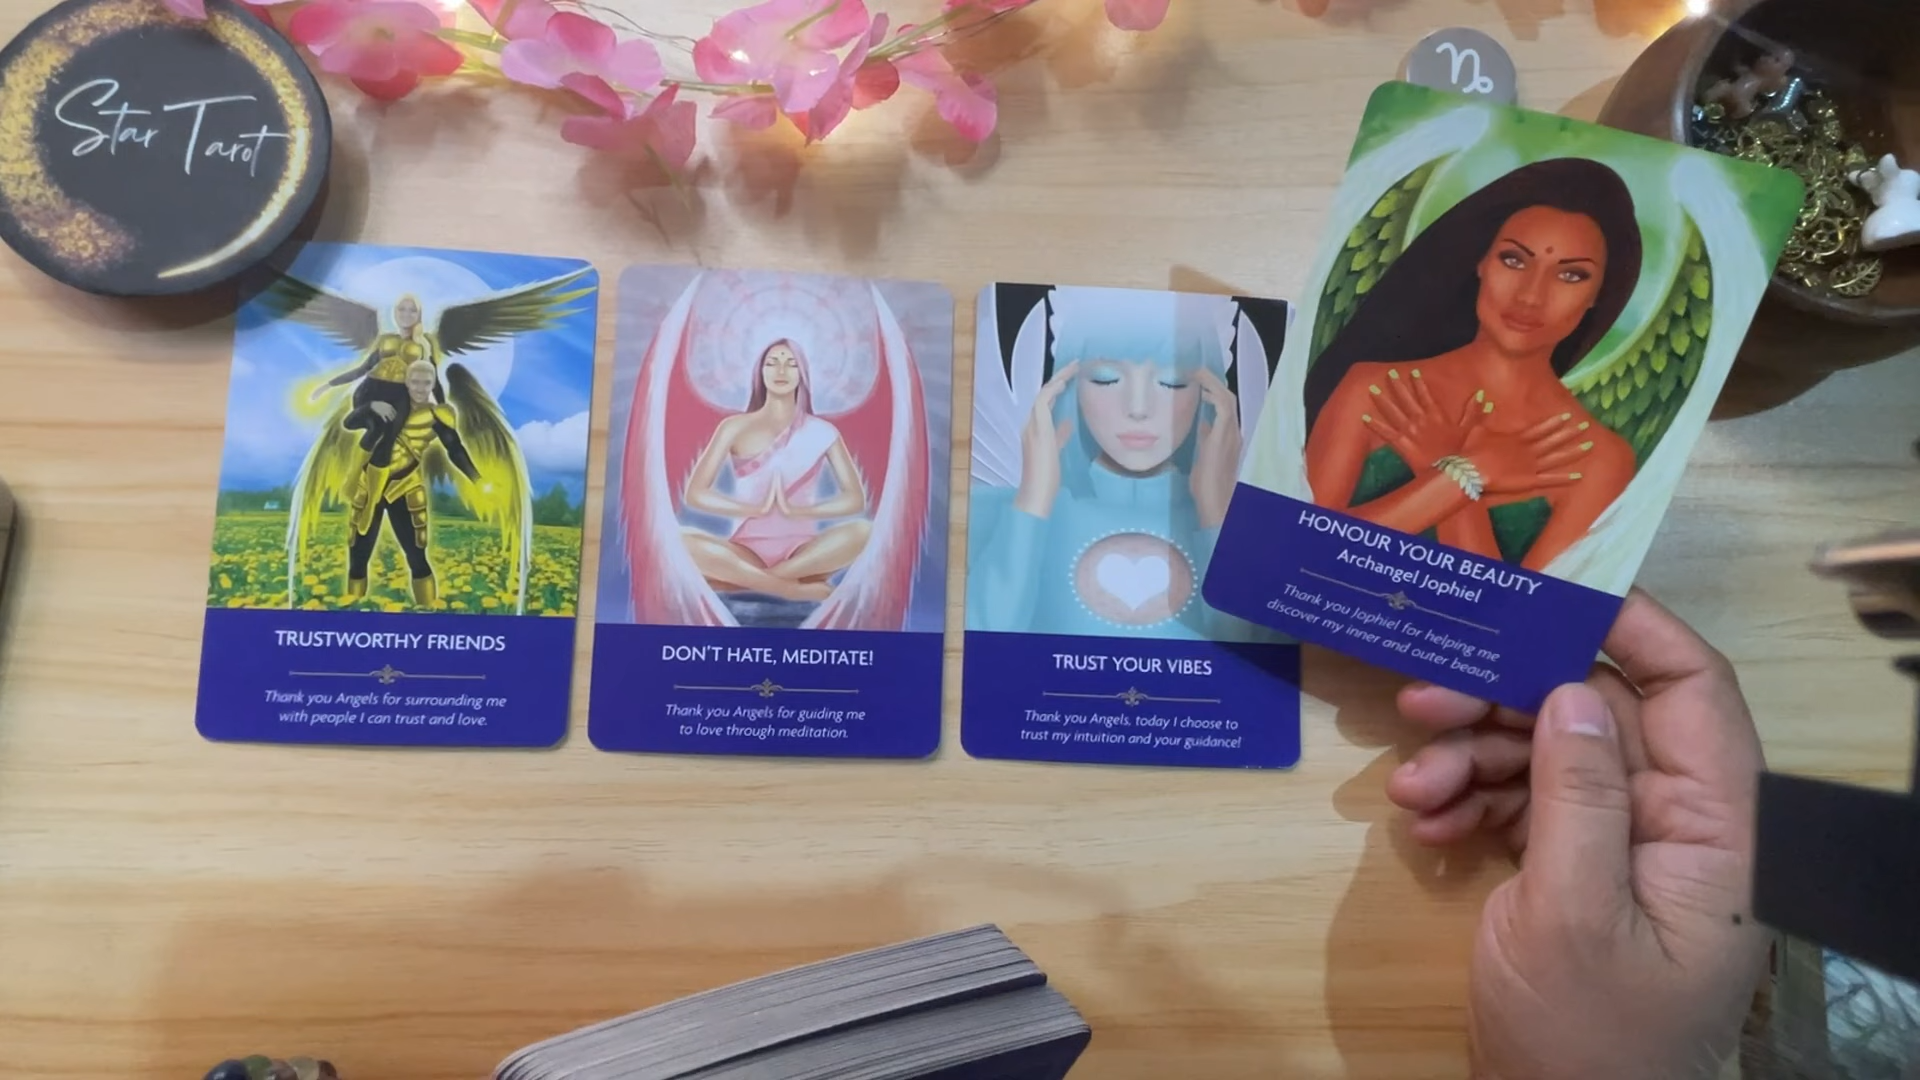 Star Tarot
TRUSTWORTHY FRIENDS
Thank you Angels for surrounding me
with people I can trust and love.
DON'T HATE, MEDITATE!
Thank you Angels for guiding me
to love through meditation.
TRUST YOUR VIBES
Thank you Angels, today I choose to
trust my intuition and your guidance!
HONOUR YOUR BEAUTY
Archangel Jophiel
Thank you Jophiel for helping me
discover my inner and outer beauty.